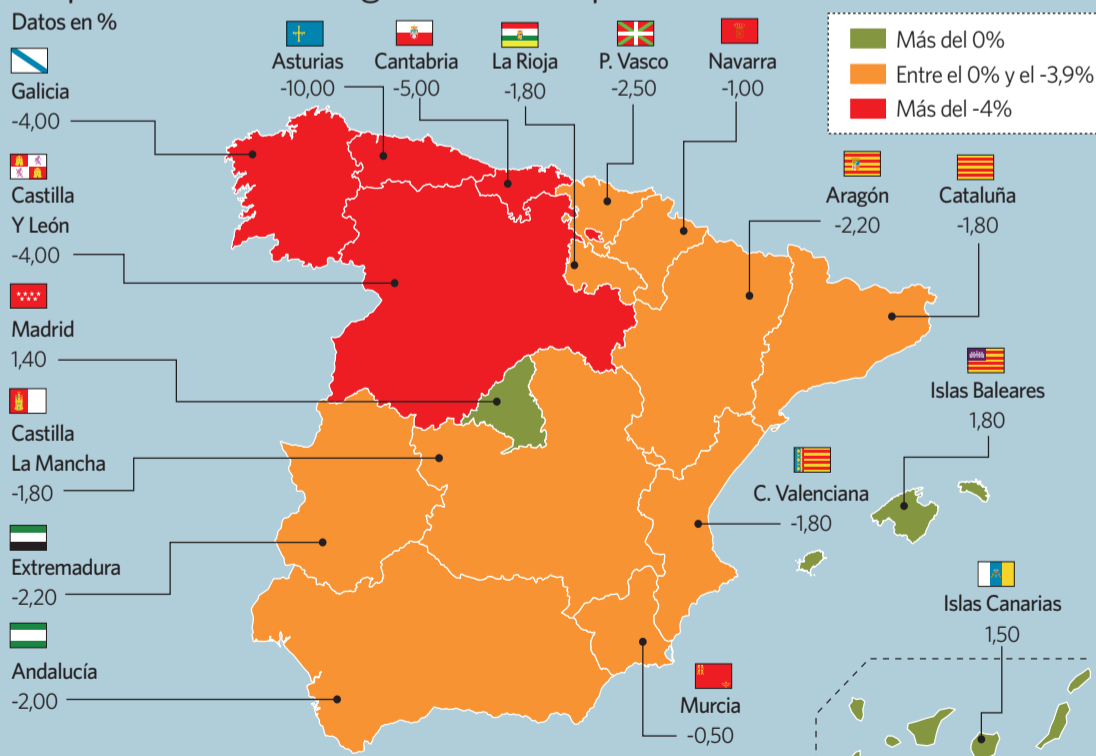 Datos en %
Galicia
-4,00
Castilla
Y León
-4,00
Madrid
1,40
Castilla
La Mancha
-1,80
Extremadura
-2,20
Andalucía
-2,00
Asturias
-10,00
Cantabria
-5,00
La Rioja
-1,80
P. Vasco
-2,50
Navarra
-1,00
Más del 0%
Entre el 0% y el -3,9%
Más del -4%
Aragón
-2,20
Cataluña
-1,80
Islas Baleares
1,80
C. Valenciana
-1,80
Islas Canarias
1,50
Murcia
-0,50